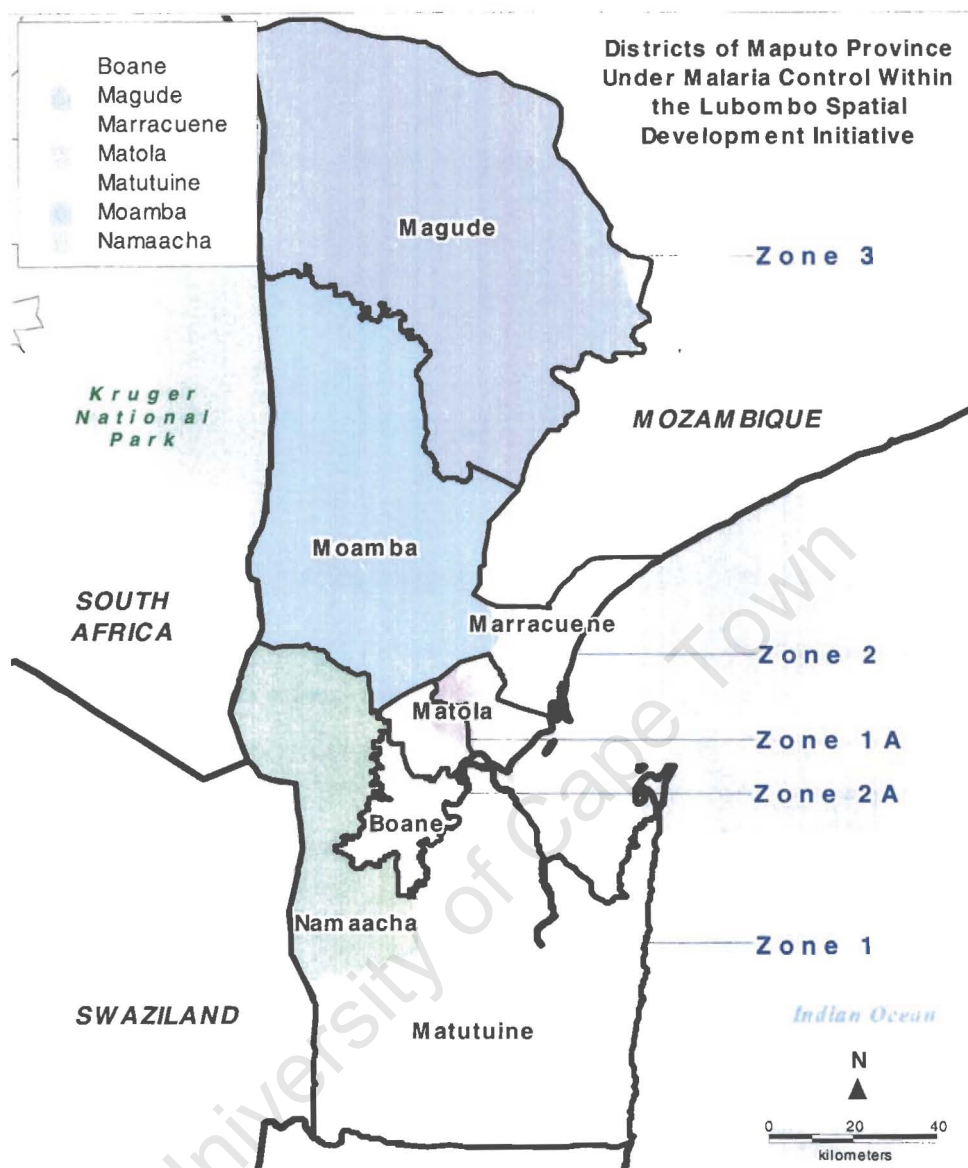 Boane
Magude
Marracuene
Matola
Matutuine
Moamba
Namaacha
Districts of Maputo Province
Under Malaria Control Within
the Lubombo Spatial
Development Initiative
Magude
Zone 3
Kruger
National
Park
MOZAMBIQUE
Moamba
SOUTH
AFRICA
Marracuene
Zone 2
Matola
Zone 1A
Zone 2A
Boane
Namaacha
Zone 1
SWAZILAND
Matutuine
Indian Ocean
N
0 20 40
kilometers
University of Cape Town